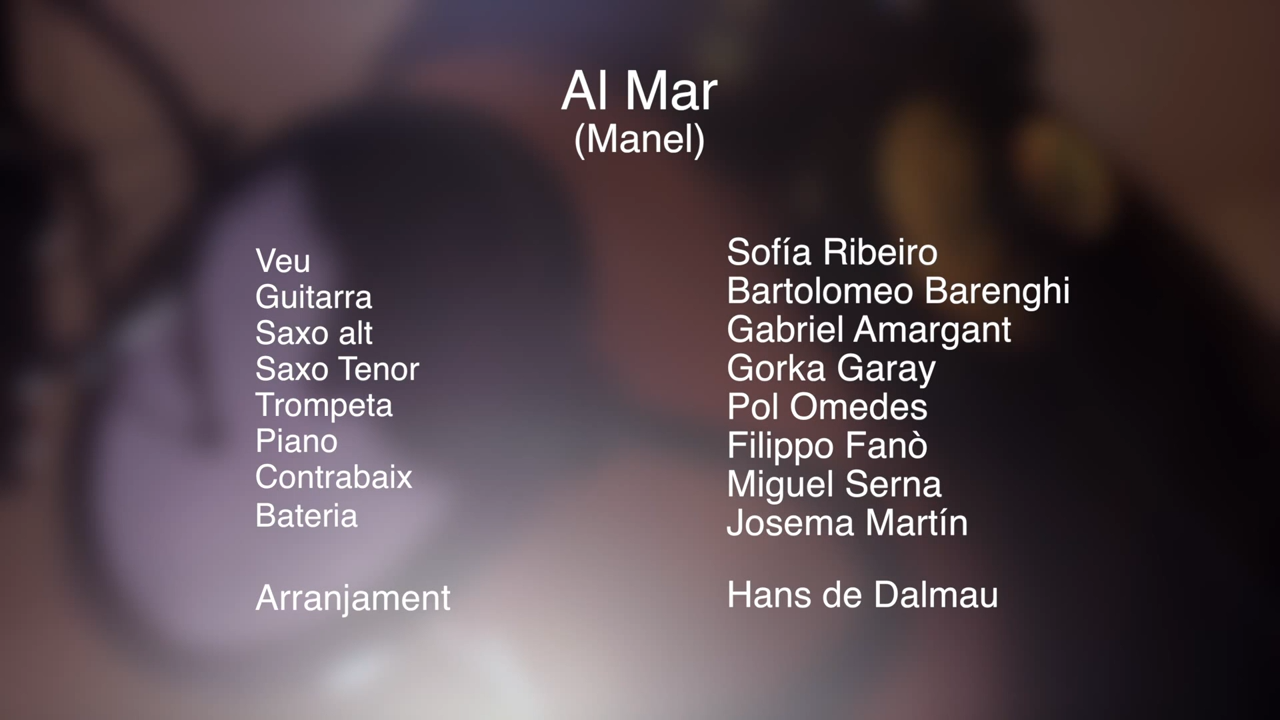 Al Mar
(Manel)
Veu Sofía Ribeiro
Guitarra Bartolomeo Barenghi
Saxo alt Gabriel Amargant
Saxo Tenor Gorka Garay
Trompeta Pol Omedes
Piano Filippo Fanò
Contrabaix Miguel Serna
Bateria Josema Martín
Arranjament Hans de Dalmau